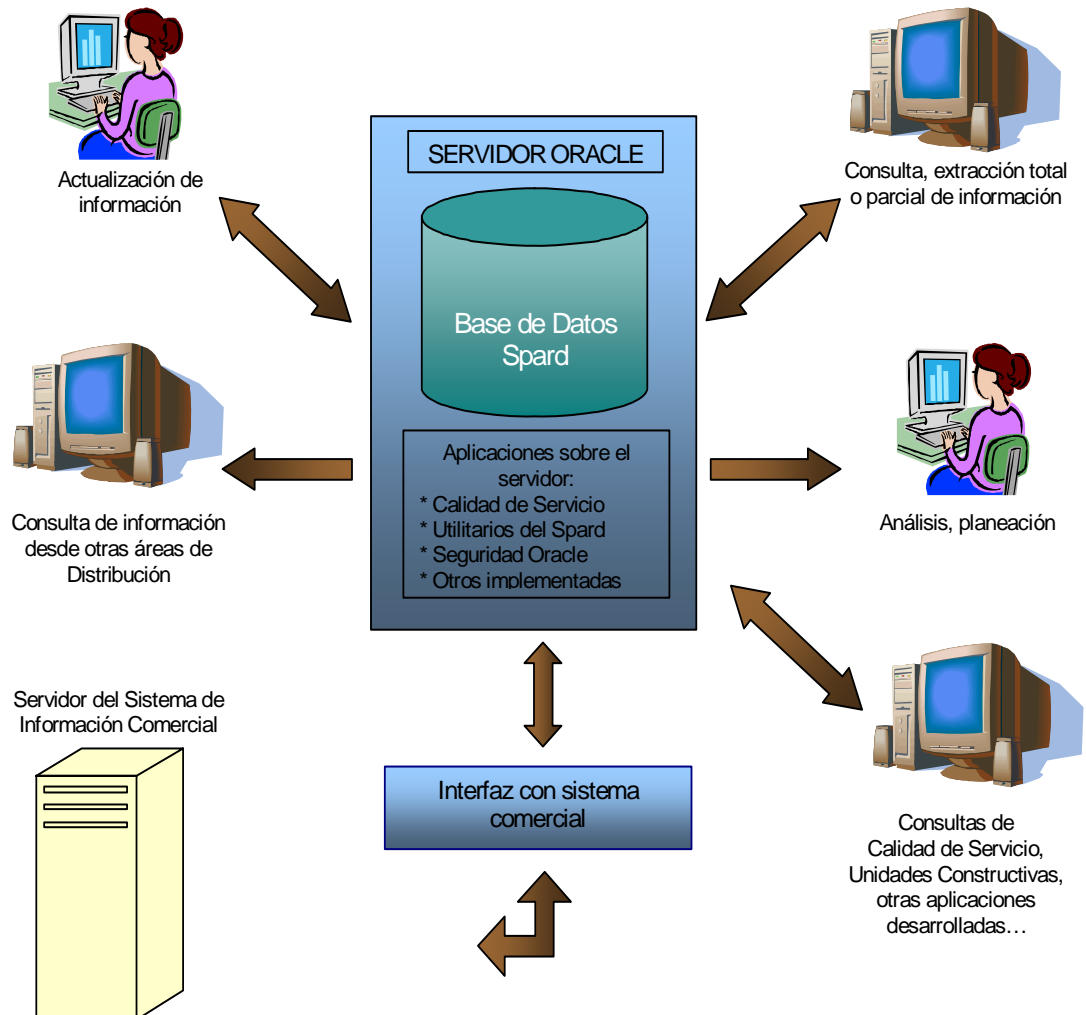 Actualización de
información
SERVIDOR ORACLE
Base de Datos
Spard
Consulta, extracción total
o parcial de información
Aplicaciones sobre el
servidor:
* Calidad de Servicio
* Utilitarios del Spard
* Seguridad Oracle
* Otros implementadas
Consulta de información
desde otras áreas de
Distribución
Análisis, planeación
Servidor del Sistema de
Información Comercial
Interfaz con sistema
comercial
Consultas de
Calidad de Servicio,
Unidades Constructivas,
otras aplicaciones
desarrolladas…